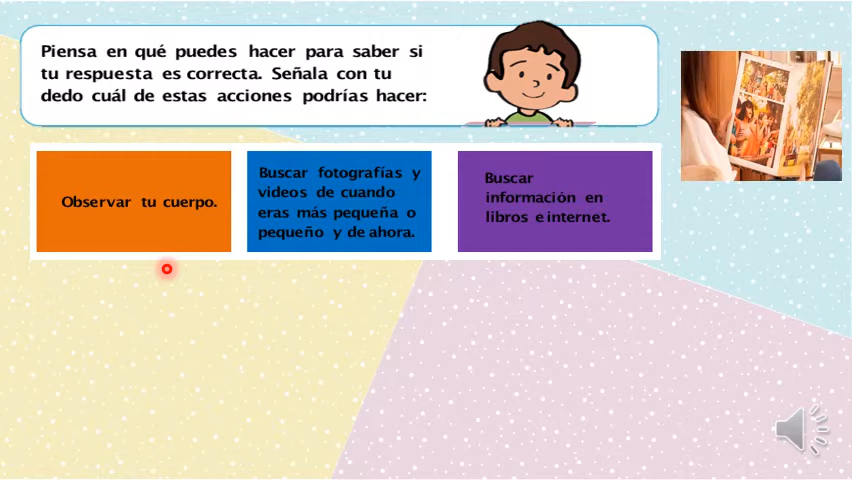 Piensa en qué puedes hacer para saber si
tu respuesta es correcta. Señala con tu
dedo cuál de estas acciones podrías hacer:
Observar tu cuerpo.
Buscar fotografías y
videos de cuando
eras más pequeña o
pequeño y de ahora.
Buscar
información en
libros e internet.